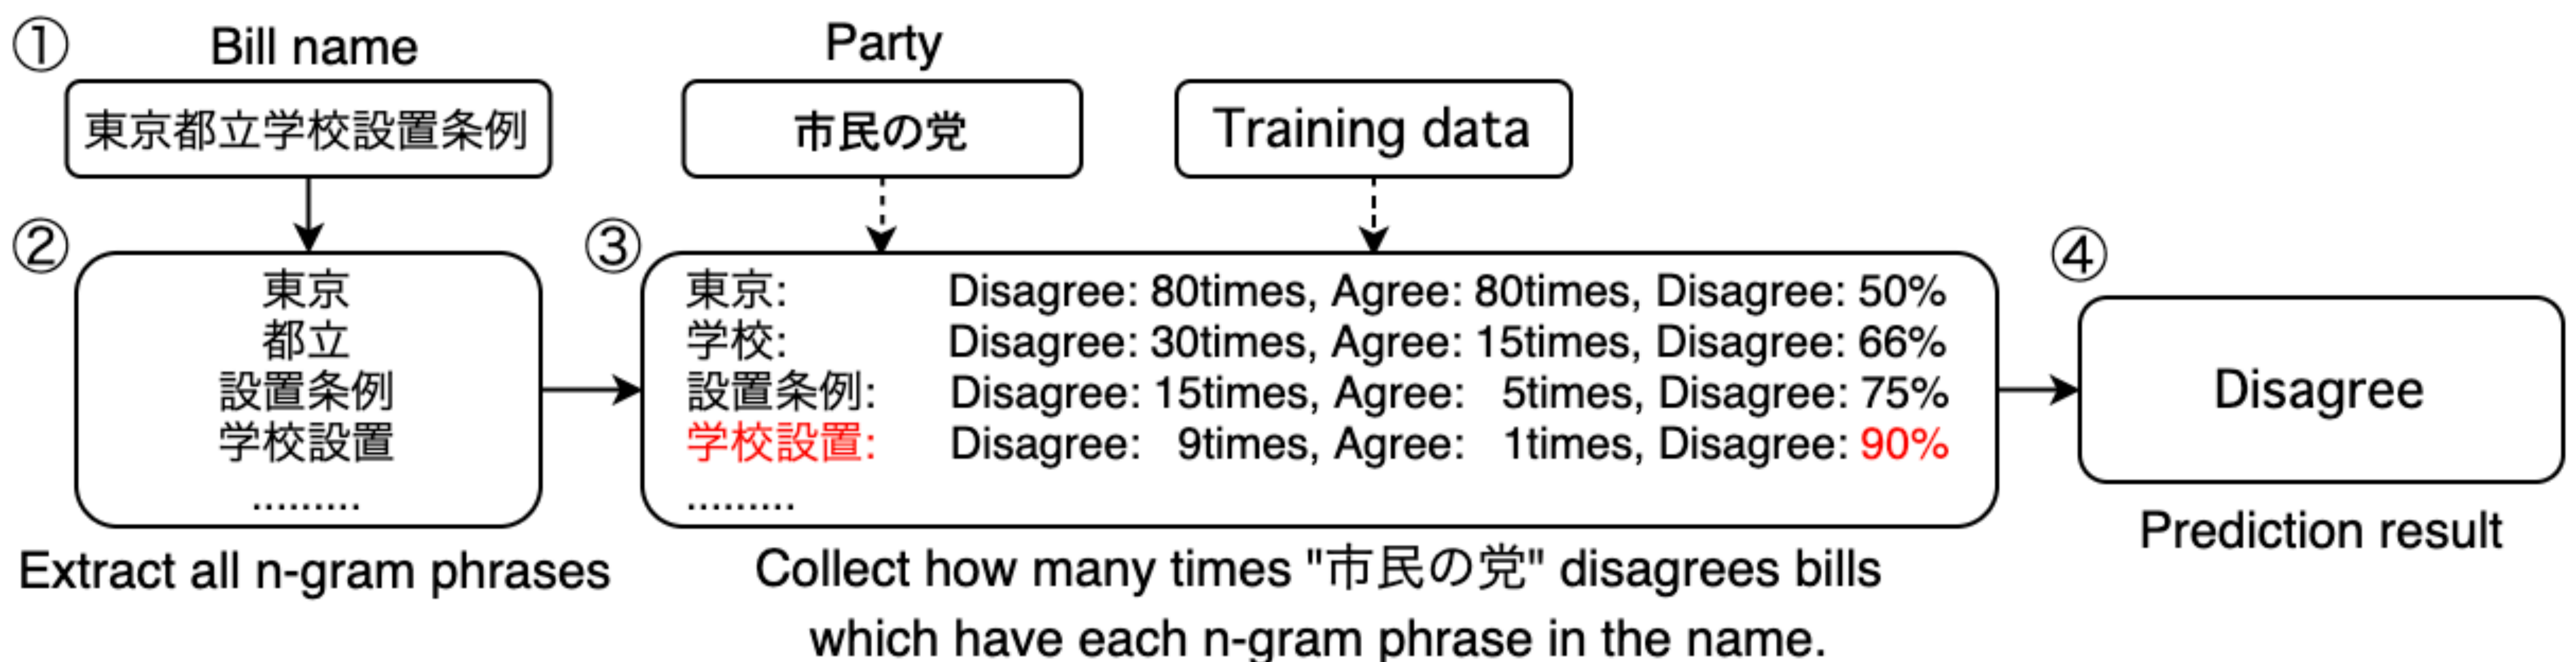 ① Bill name
東京都立学校設置条例
Party
市民の党
Training data
②
東京
都立
設置条例
学校設置
.........
Extract all n-gram phrases
③
東京: Disagree: 80times, Agree: 80times, Disagree: 50%
学校: Disagree: 30times, Agree: 15times, Disagree: 66%
設置条例: Disagree: 15times, Agree: 5times, Disagree: 75%
学校設置: Disagree: 9times, Agree: 1times, Disagree: 90%
.........
Collect how many times "市民の党" disagrees bills
which have each n-gram phrase in the name.
④
Disagree
Prediction result